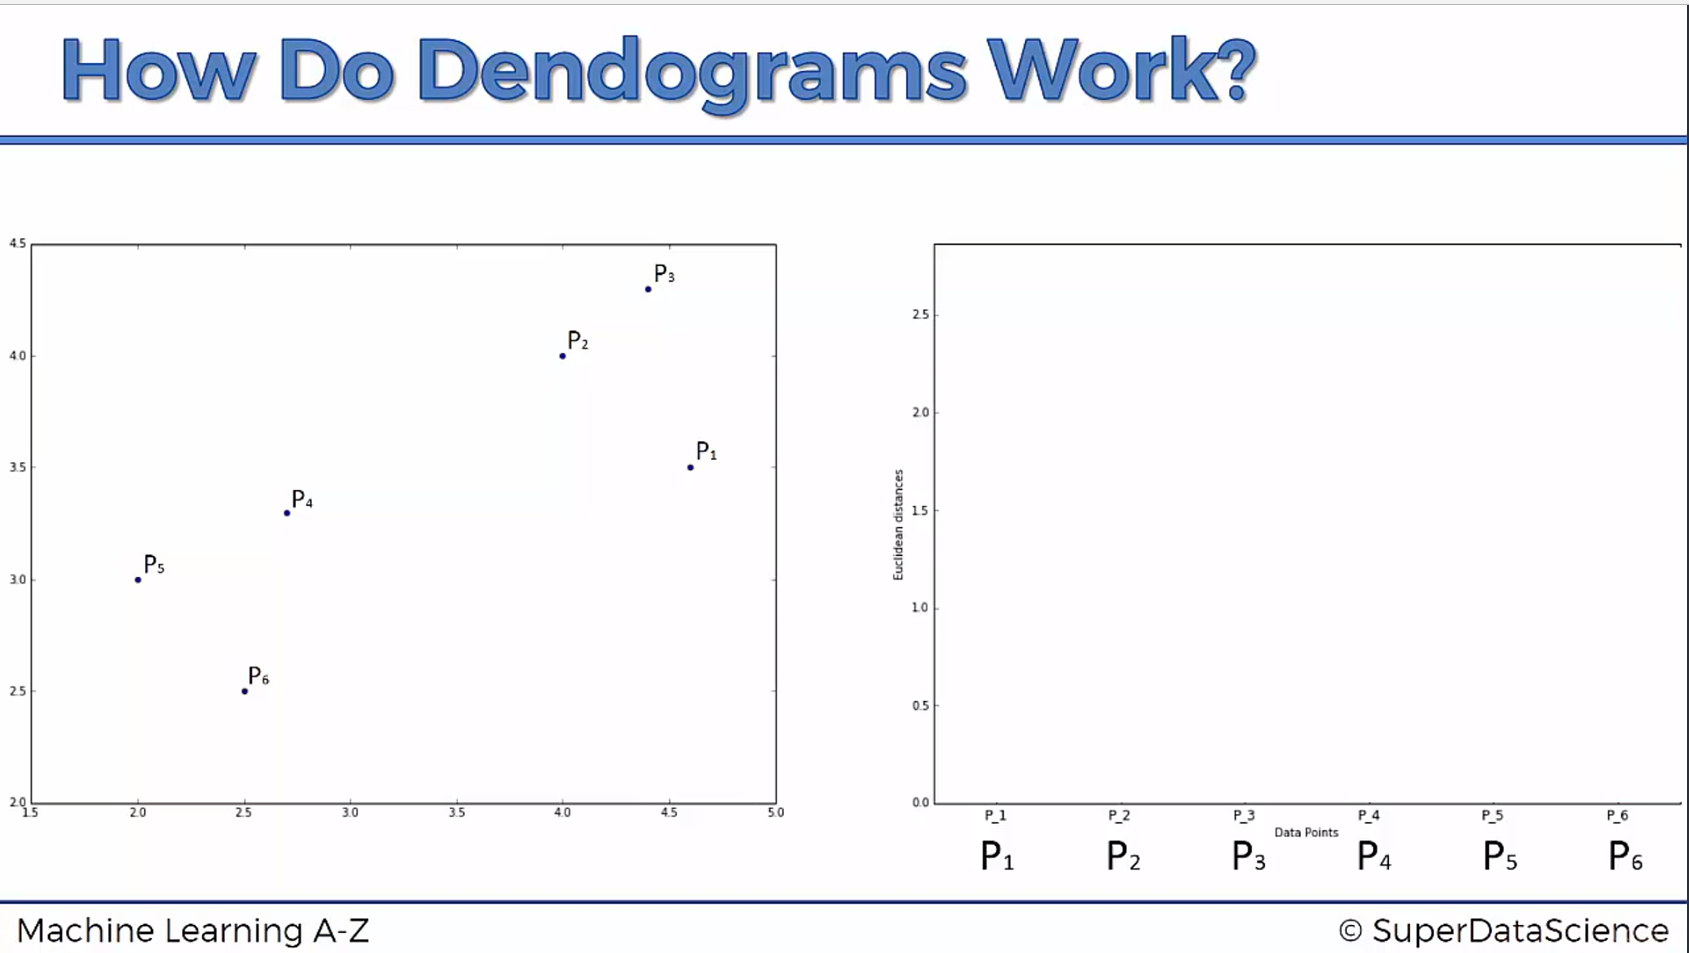 How Do Dendograms Work?
4.5
4.0
3.5
3.0
2.5
2.0
1.5 2.0 2.5 3.0 3.5 4.0 4.5 5.0
P₃
P₂
P₁
P₄
P₅
P₆
Euclidean distances
2.5
2.0
1.5
1.0
0.5
0.0
P_1 P_2 P_3 P_4 P_5 P_6
Data Points
P₁ P₂ P₃ P₄ P₅ P₆
Machine Learning A-Z
© SuperDataScience